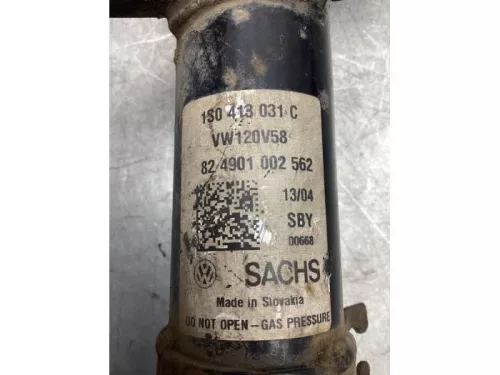 1S0 413 031 C
VW120V58
82 4901 002 562
13/04
SBY
00668
SACHS
Made in Slovakia
DO NOT OPEN - GAS PRESSURE